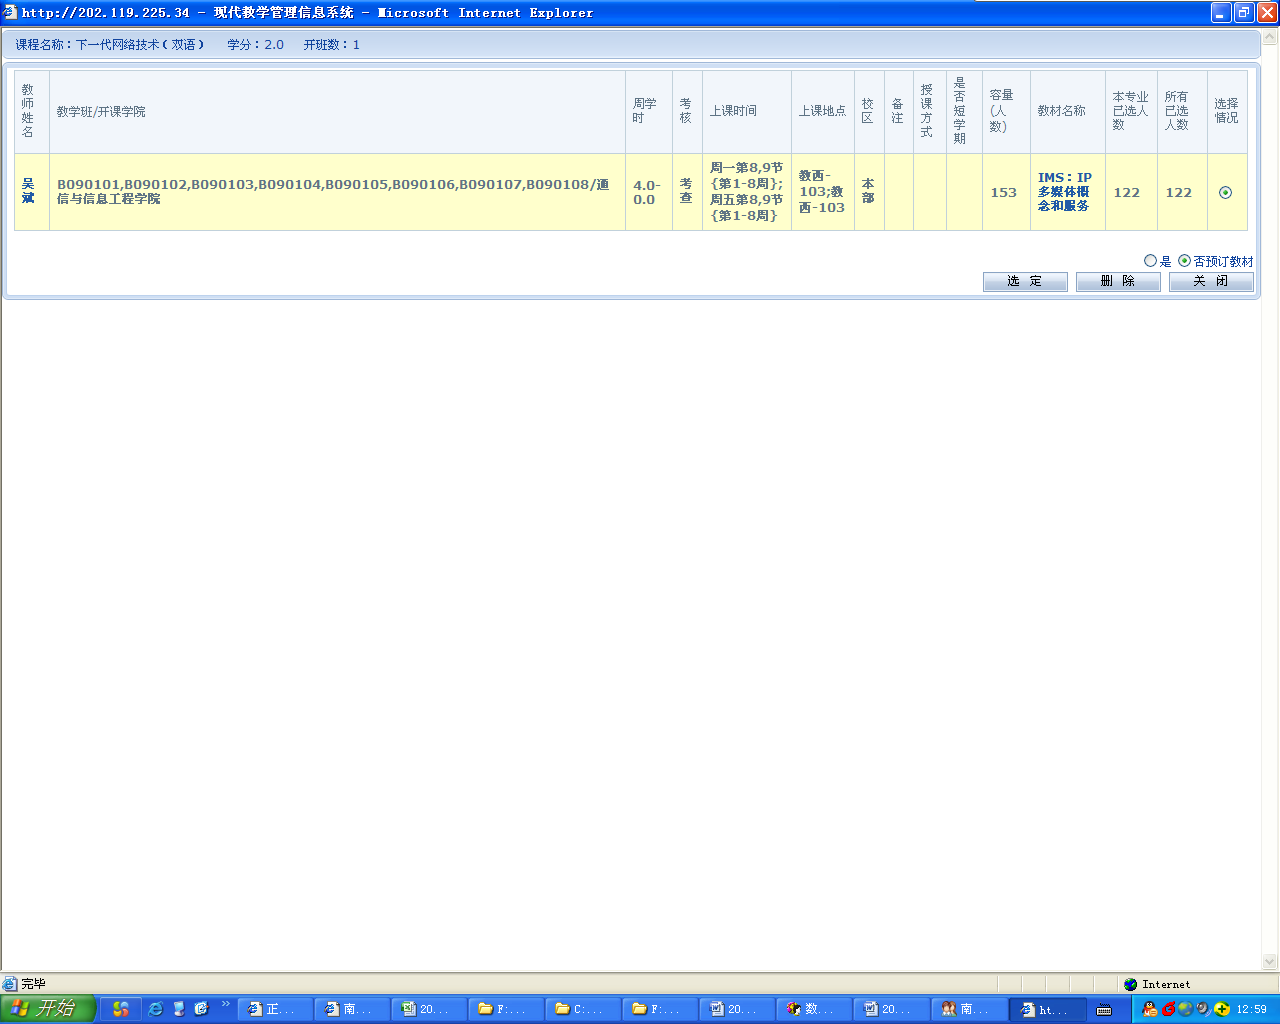 http://202.119.225.34 - 现代教学管理信息系统 - Microsoft Internet Explorer
课程名称：下一代网络技术（双语） 学分：2.0 开班数：1
教师姓名
教学班/开课学院
周学时
考核
上课时间
上课地点
校区
备注
授课方式
是否短学期
容量(人数)
教材名称
本专业已选人数
所有已选人数
选择情况
吴斌
B090101,B090102,B090103,B090104,B090105,B090106,B090107,B090108/通
信与信息工程学院
4.0-
0.0
考查
周一第8,9节
{第1-8周};
周五第8,9节
{第1-8周}
教西-
103;教
西-103
本部
153
IMS：IP
多媒体概
念和服务
122
122
是 否预订教材
选 定 删 除 关 闭
完毕 Internet
开始 正... 南... 20... F:... C:... F:... 20... 数... 20... 南... ht... 12:59